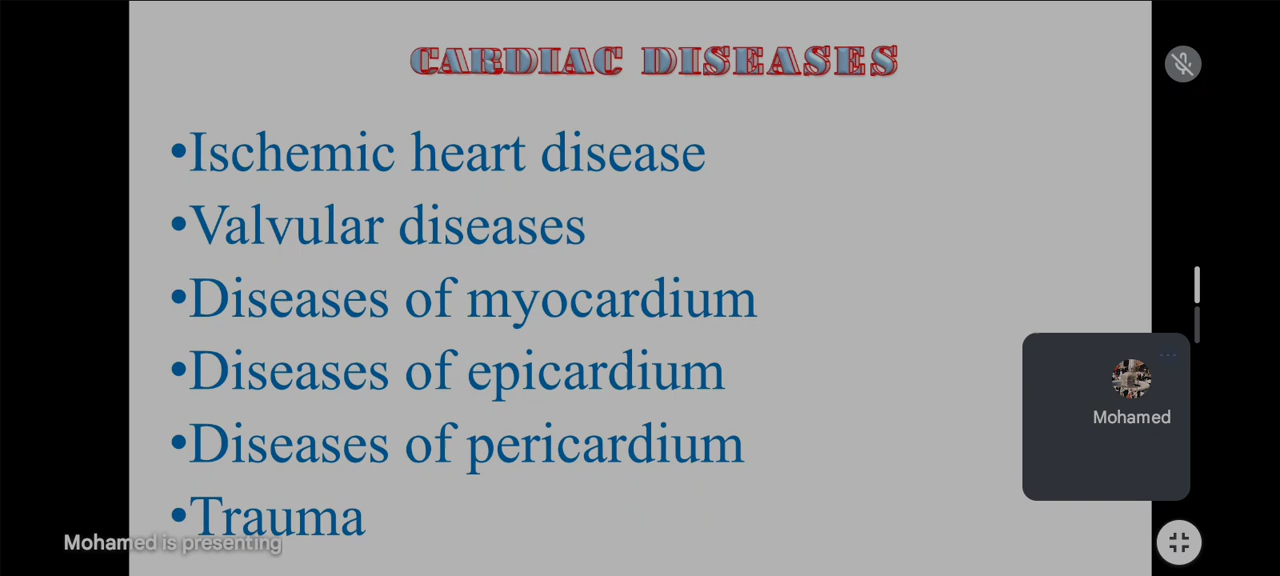 CARDIAC DISEASES
•Ischemic heart disease
•Valvular diseases
•Diseases of myocardium
•Diseases of epicardium
•Diseases of pericardium
•Trauma
Mohamed
Mohamed is presenting